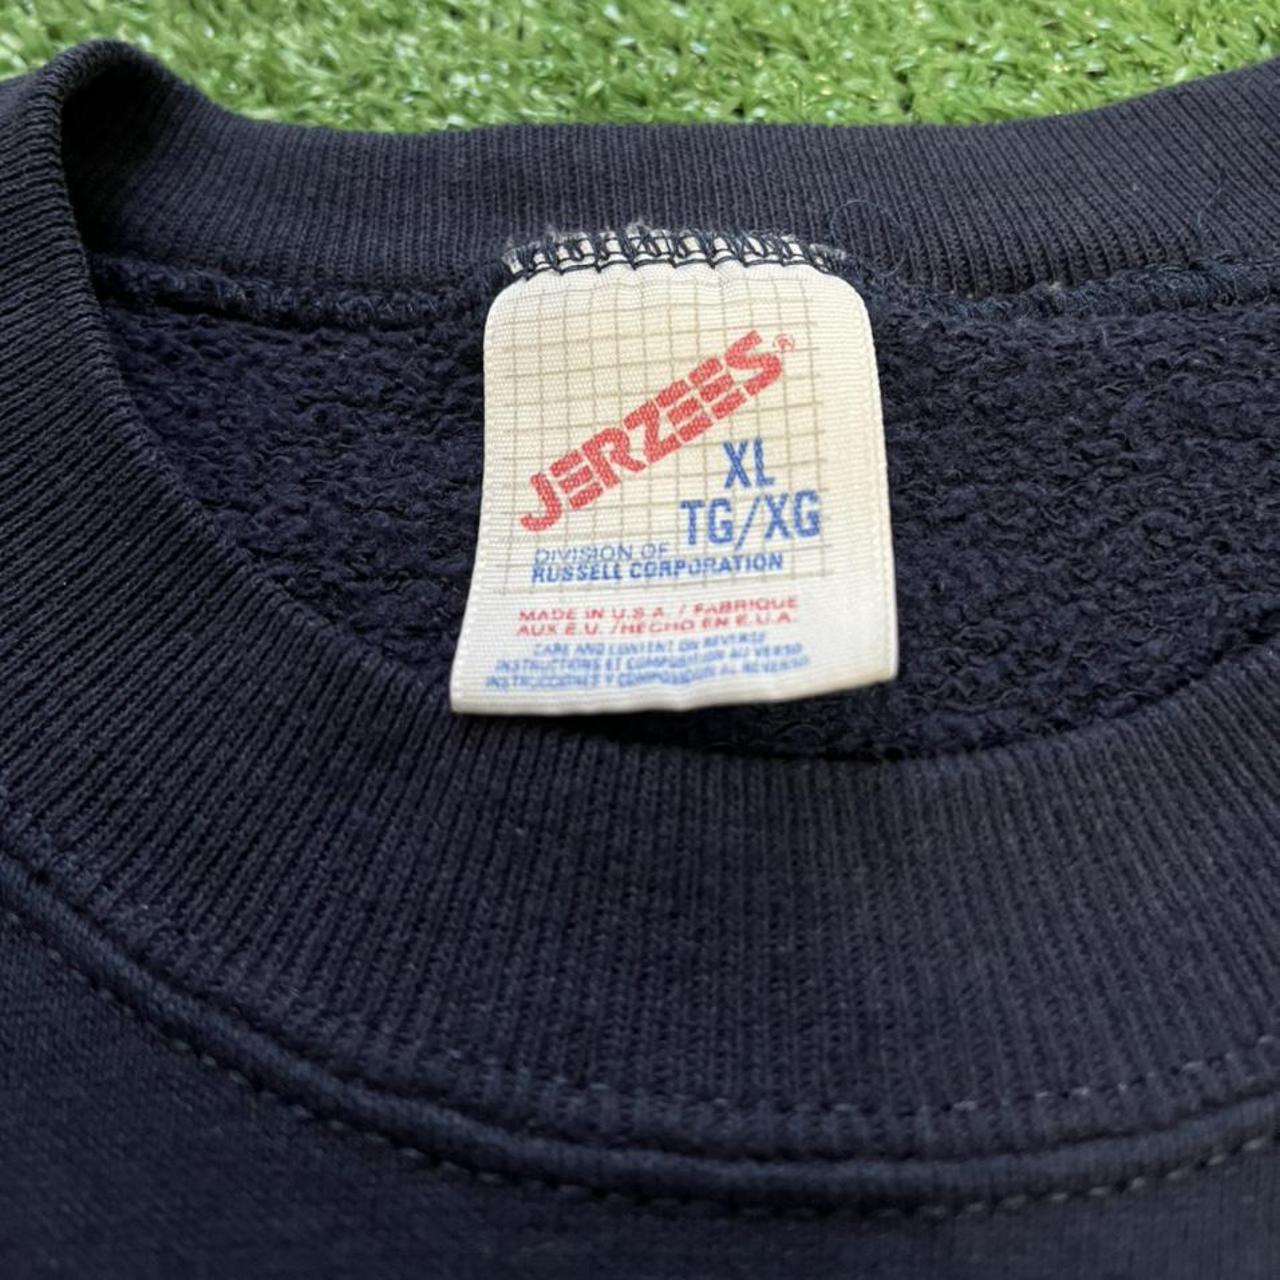 JERZEES®
XL
TG/XG
DIVISION OF
RUSSELL CORPORATION
MADE IN U.S.A. / FABRIQUE
AUX E.U. /HECHO EN E.U.A.
CARE AND CONTENT ON REVERSE
INSTRUCTIONS ET COMPOSITION AU VERSO
INSTRUCCIONES Y COMPOSICION AL REVERSO